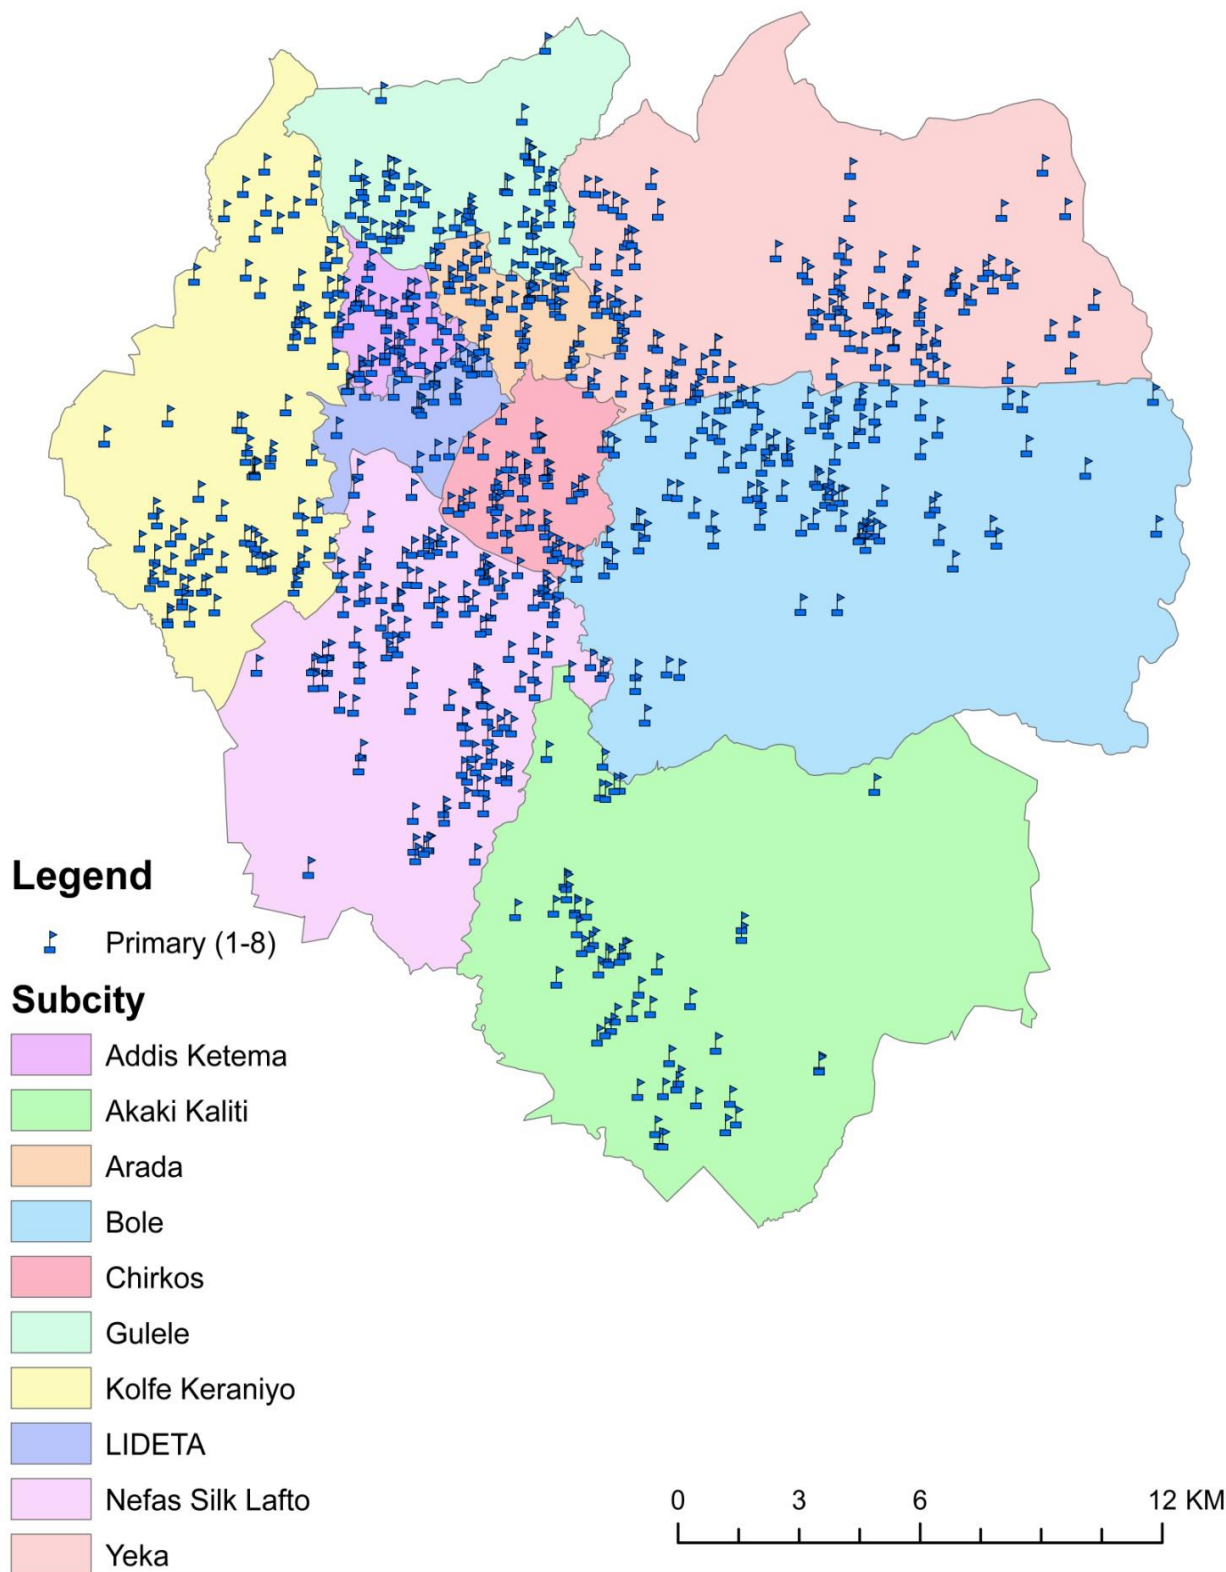 Legend
Primary (1-8)
Subcity
Addis Ketema
Akaki Kaliti
Arada
Bole
Chirkos
Gulele
Kolfe Keraniyo
LIDETA
Nefas Silk Lafto
Yeka
0 3 6 12 KM